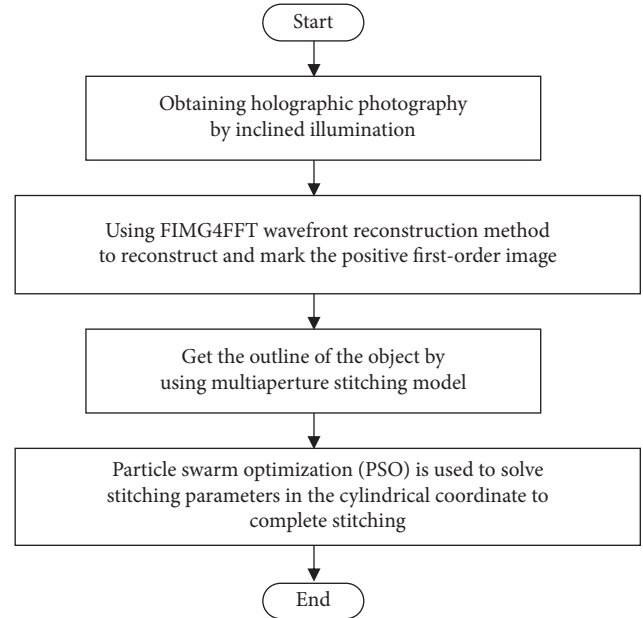 Start
Obtaining holographic photography
by inclined illumination
Using FIMG4FFT wavefront reconstruction method
to reconstruct and mark the positive first-order image
Get the outline of the object by
using multiaperture stitching model
Particle swarm optimization (PSO) is used to solve
stitching parameters in the cylindrical coordinate to
complete stitching
End